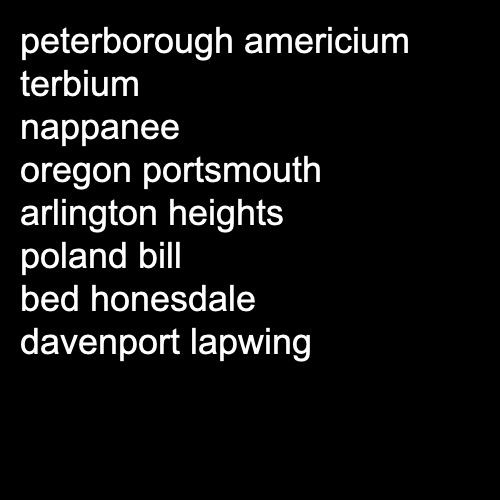 peterborough americium
terbium
nappanee
oregon portsmouth
arlington heights
poland bill
bed honesdale
davenport lapwing